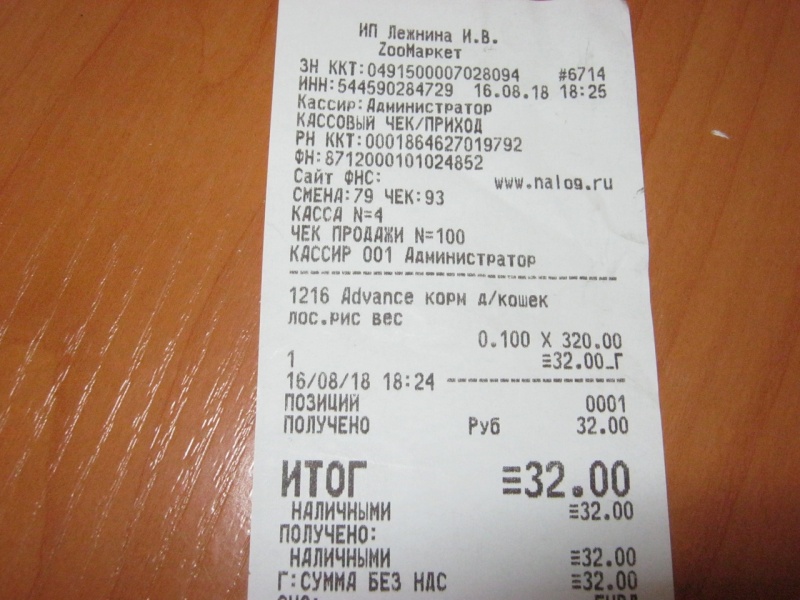 ИП Лежнина И.В.
ZooМаркет
ЗН ККТ:0491500007028094 #6714
ИНН:544590284729 16.08.18 18:25
Кассир:Администратор
КАССОВЫЙ ЧЕК/ПРИХОД
РН ККТ:0001864627019792
ФН:8712000101024852
Сайт ФНС: www.nalog.ru
СМЕНА:79 ЧЕК:93
КАССА N=4
ЧЕК ПРОДАЖИ N=100
КАССИР 001 Администратор
1216 Advance корм д/кошек
лос.рис вес
0.100 X 320.00
1 ≡32.00_Г
16/08/18 18:24
ПОЗИЦИЙ 0001
ПОЛУЧЕНО Руб 32.00
ИТОГ ≡32.00
НАЛИЧНЫМИ ≡32.00
ПОЛУЧЕНО:
НАЛИЧНЫМИ ≡32.00
Г:СУММА БЕЗ НДС ≡32.00